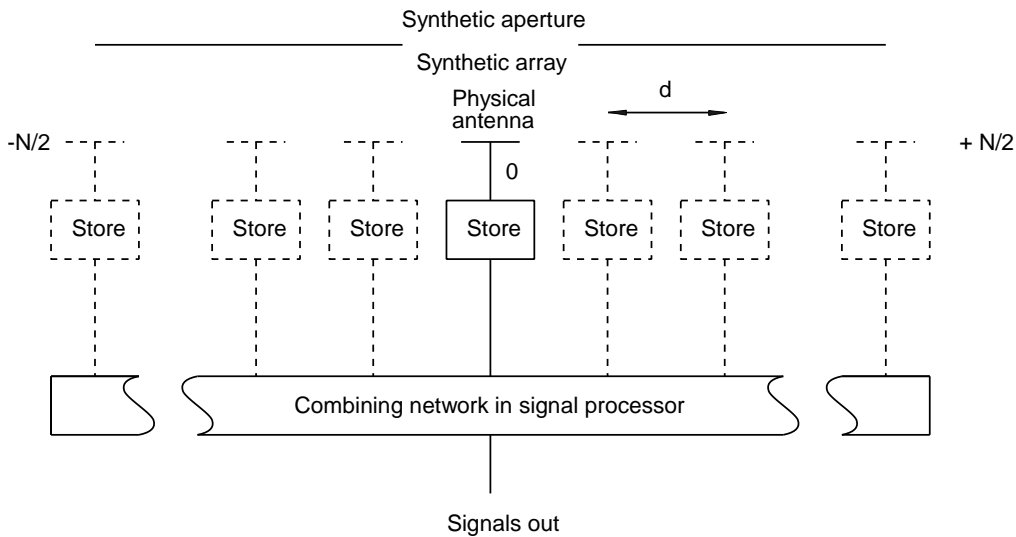 Synthetic aperture
Synthetic array
Physical
antenna
d
-N/2
+ N/2
0
Store
Store
Store
Store
Store
Store
Store
Combining network in signal processor
Signals out